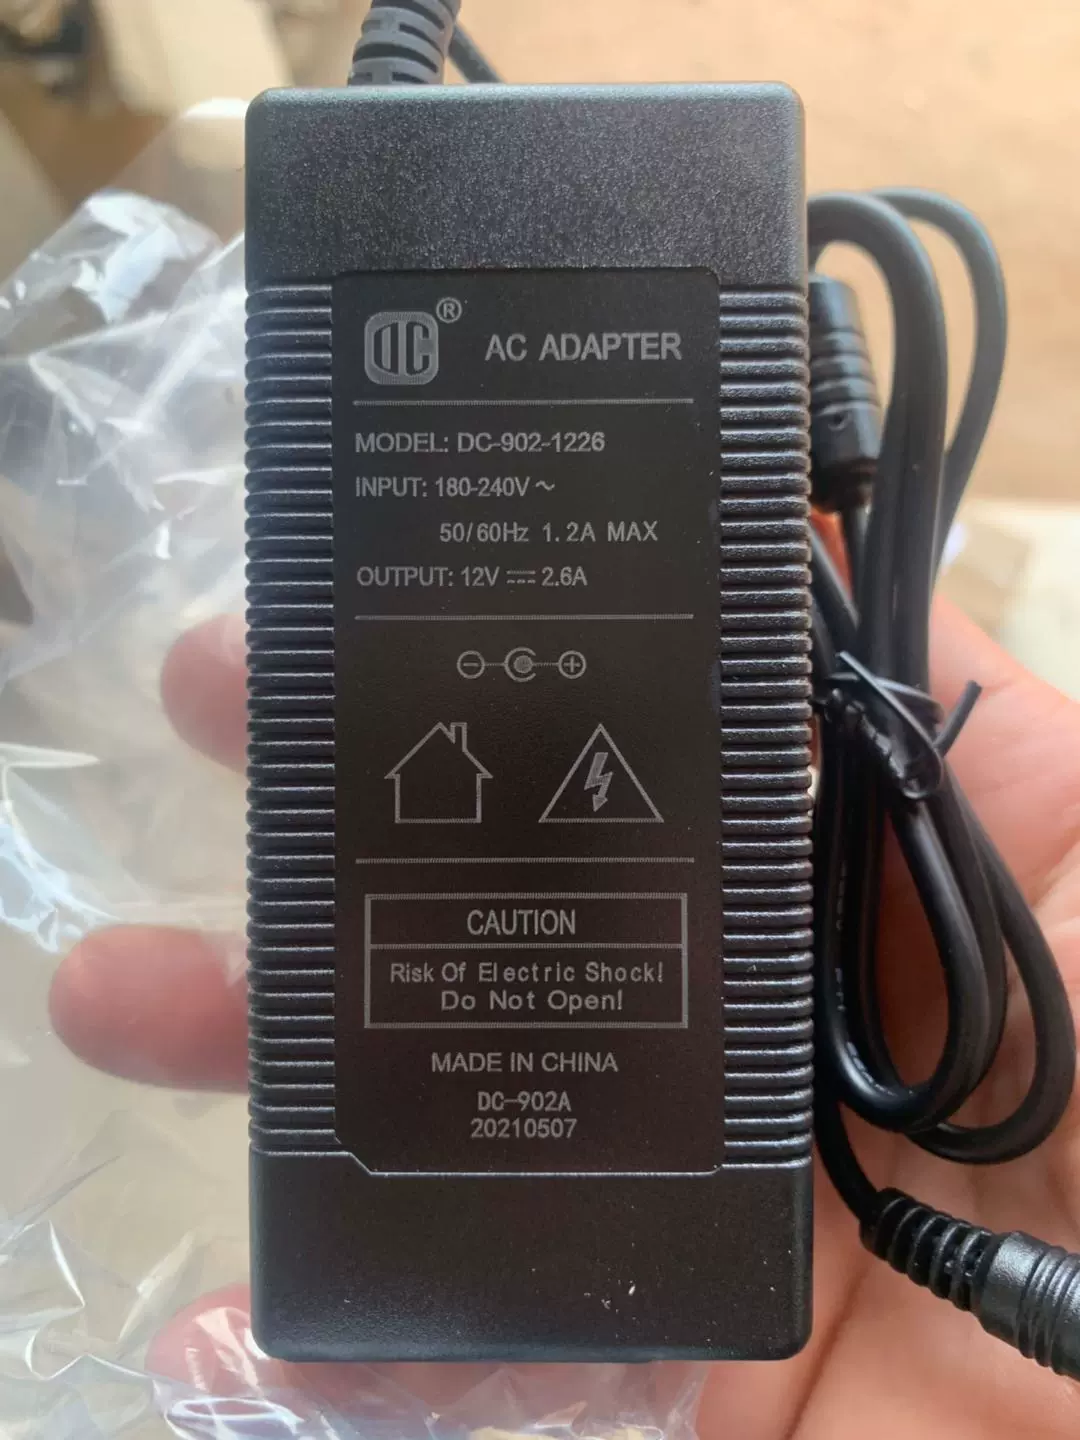 DC®
AC ADAPTER
MODEL: DC-902-1226
INPUT: 180-240V～
50/60Hz 1.2A MAX
OUTPUT: 12V⎓2.6A
CAUTION
Risk Of Electric Shock!
Do Not Open!
MADE IN CHINA
DC-902A
20210507